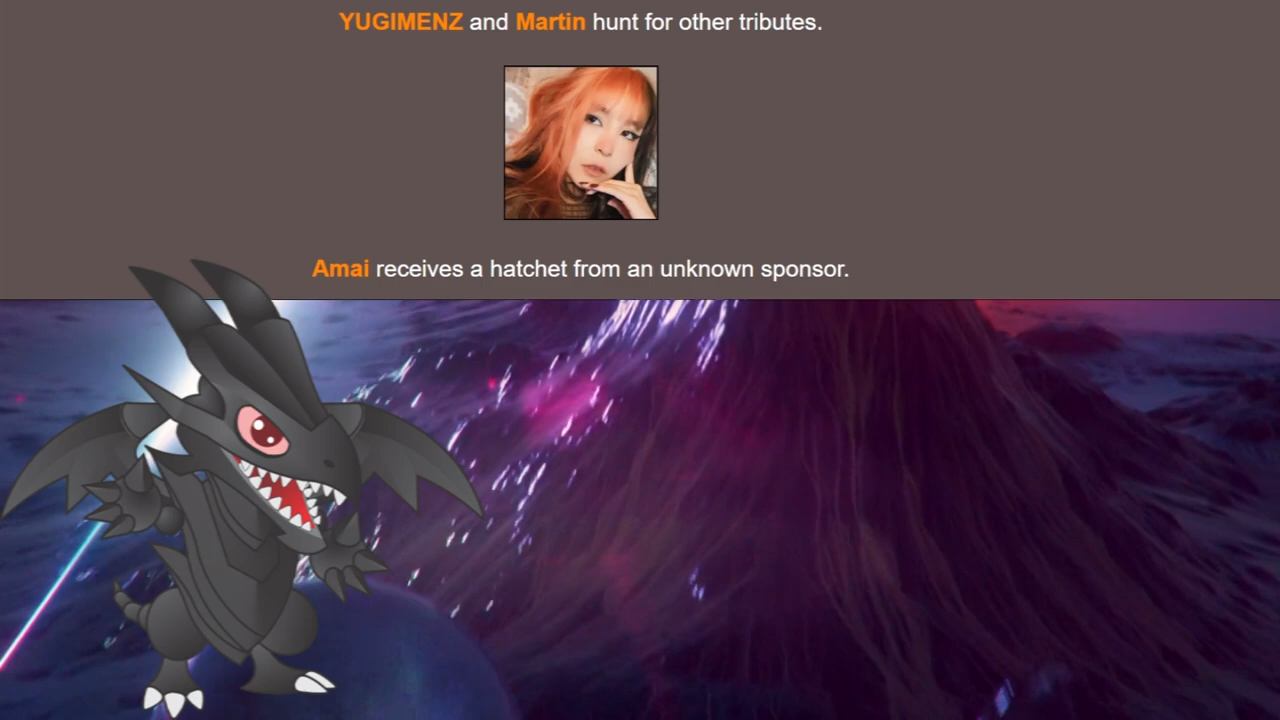 YUGIMENZ and Martin hunt for other tributes.
Amai receives a hatchet from an unknown sponsor.